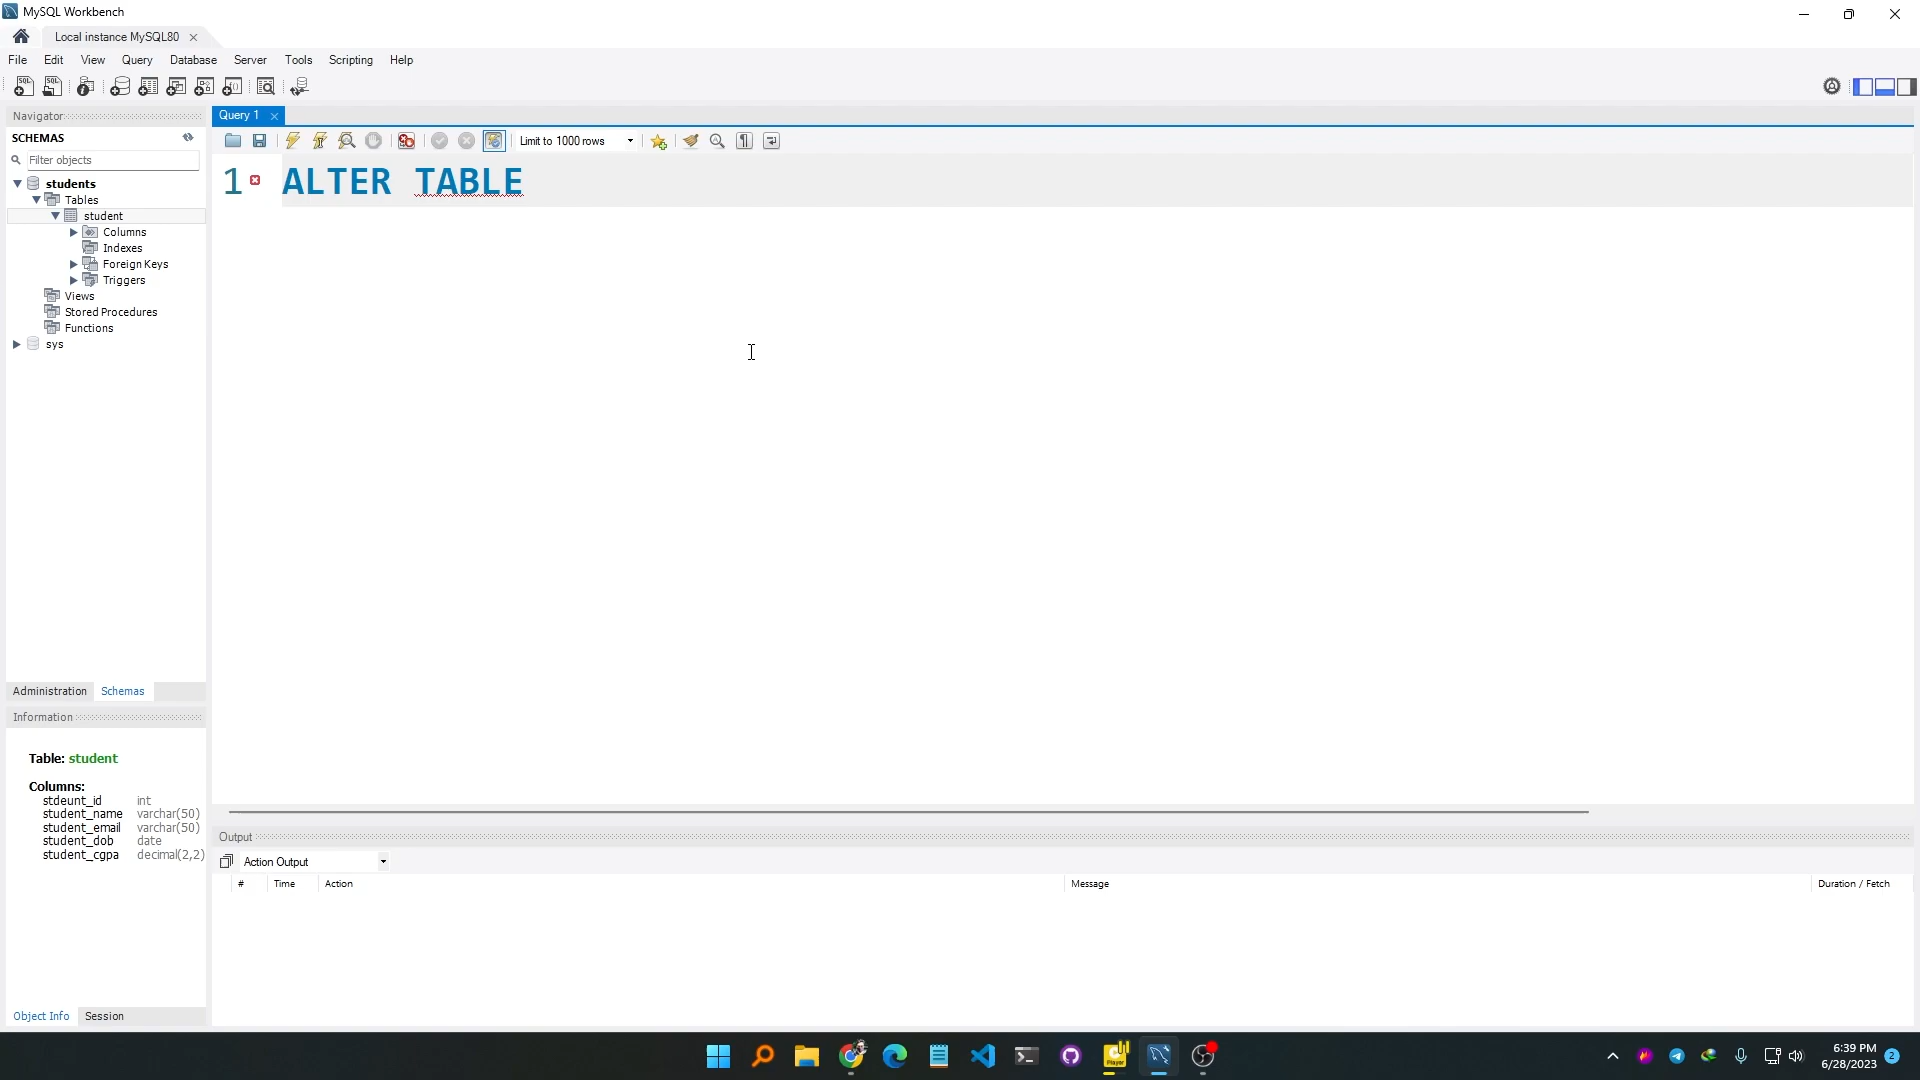 MySQL Workbench
Local instance MySQL80
File Edit View Query Database Server Tools Scripting Help
Navigator
SCHEMAS
Filter objects
students
Tables
student
Columns
Indexes
Foreign Keys
Triggers
Views
Stored Procedures
Functions
sys
Administration Schemas
Information
Table: student
Columns:
stdeunt_id int
student_name varchar(50)
student_email varchar(50)
student_dob date
student_cgpa decimal(2,2)
Object Info Session
Query 1
Limit to 1000 rows
1 ALTER TABLE
Output
Action Output
# Time Action Message Duration / Fetch
6:39 PM
6/28/2023
2